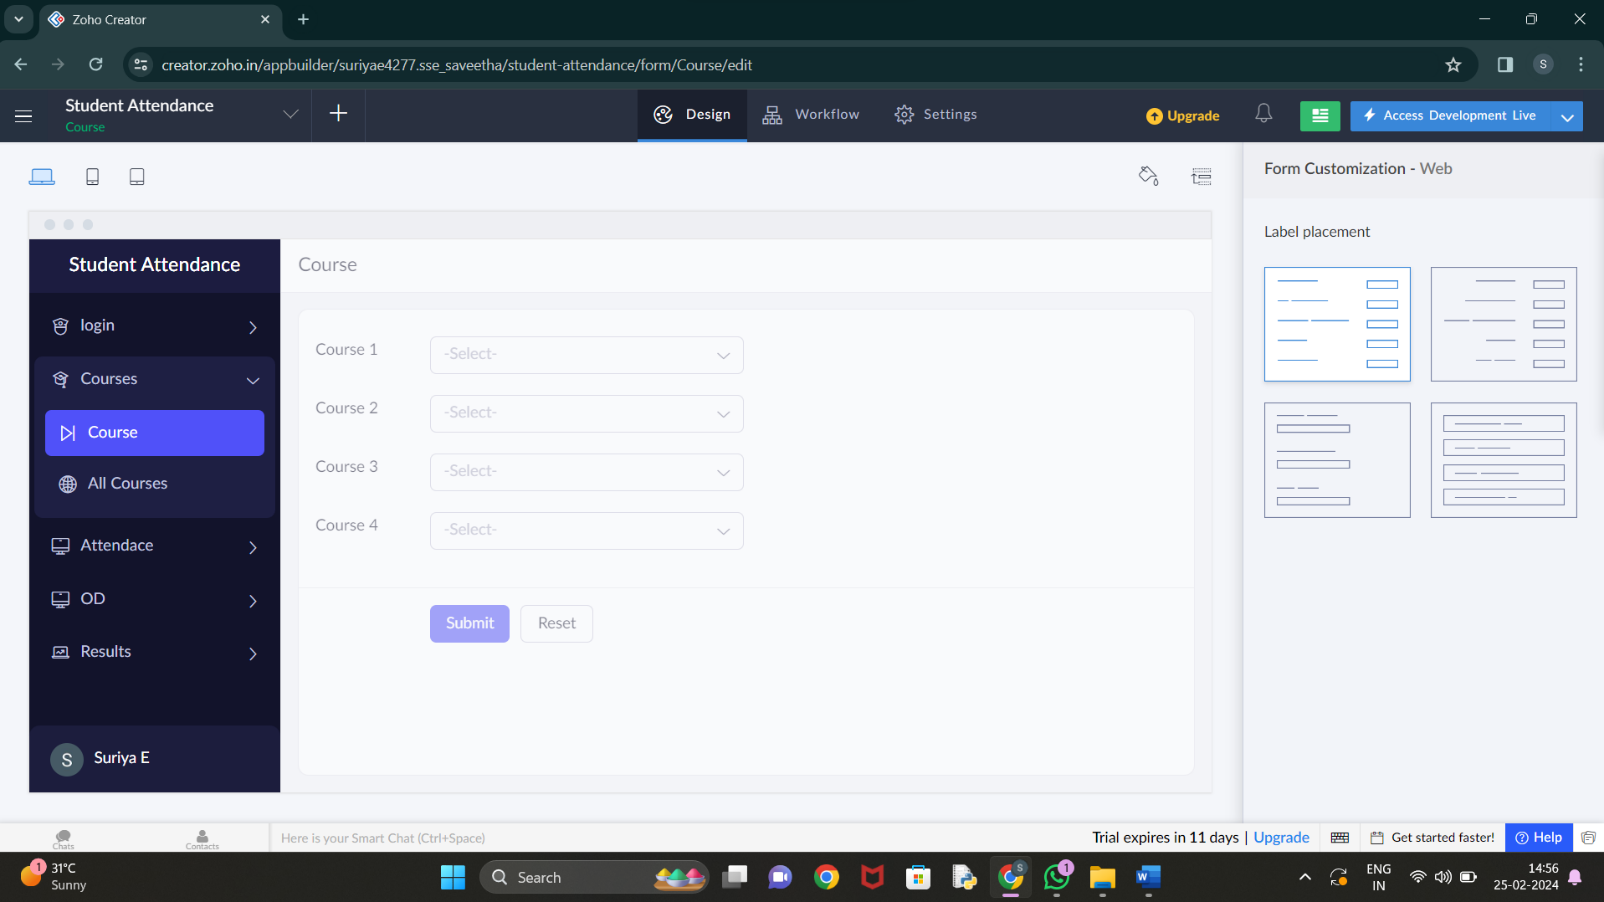 Zoho Creator
creator.zoho.in/appbuilder/suriyae4277.sse_saveetha/student-attendance/form/Course/edit
S
Student Attendance
Course
Design
Workflow
Settings
Upgrade
Access Development Live
Form Customization - Web
Label placement
Student Attendance
login
Courses
Course
All Courses
Attendace
OD
Results
S
Suriya E
Course
Course 1
-Select-
Course 2
-Select-
Course 3
-Select-
Course 4
-Select-
Submit
Reset
Chats
Contacts
Here is your Smart Chat (Ctrl+Space)
Trial expires in 11 days | Upgrade
Get started faster!
Help
1
31°C
Sunny
Search
S
1
W
ENG
IN
14:56
25-02-2024